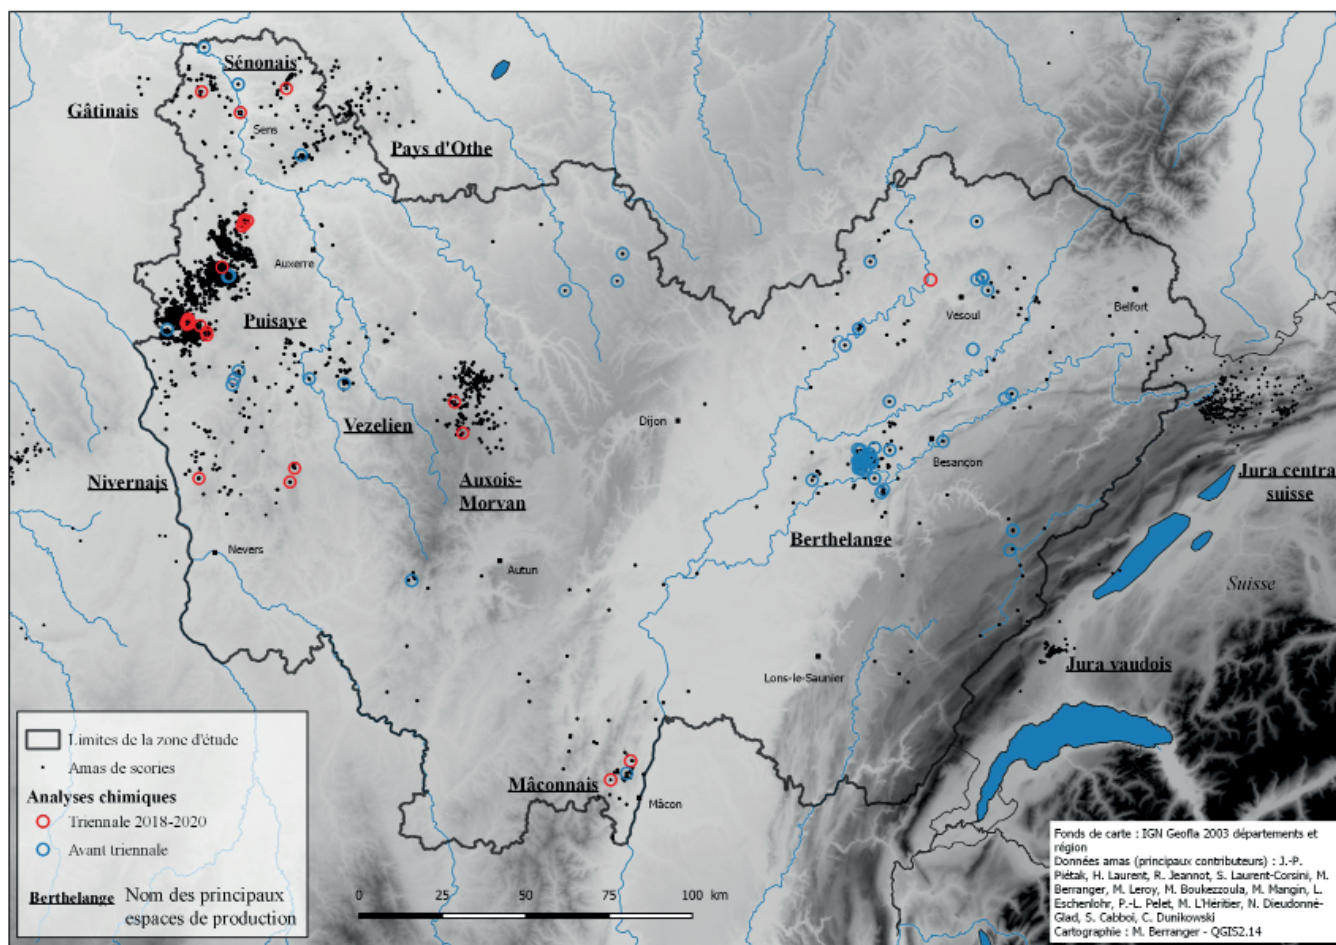 Sénonais
Gâtinais
Sens
Pays d'Othe
Auxerre
Puisaye
Vesoul
Belfort
Vezelien
Dijon
Nivernais
Auxois-
Morvan
Besançon
Jura central
suisse
Berthelange
Nevers
Autun
Suisse
Lons-le-Saunier
Jura vaudois
Mâconnais
Mâcon
Limites de la zone d'étude
Amas de scories
Analyses chimiques
Triennale 2018-2020
Avant triennale
Berthelange Nom des principaux
espaces de production
0 25 50 75 100 km
Fonds de carte : IGN Geofla 2003 départements et
région
Données amas (principaux contributeurs) : J.-P.
Piétak, H. Laurent, R. Jeannot, S. Laurent-Corsini, M.
Berranger, M. Leroy, M. Boukezzoula, M. Mangin, L.
Eschenlohr, P.-L. Pelet, M. L'Héritier, N. Dieudonné-
Glad, S. Cabboi, C. Dunikowski
Cartographie : M. Berranger - QGIS2.14